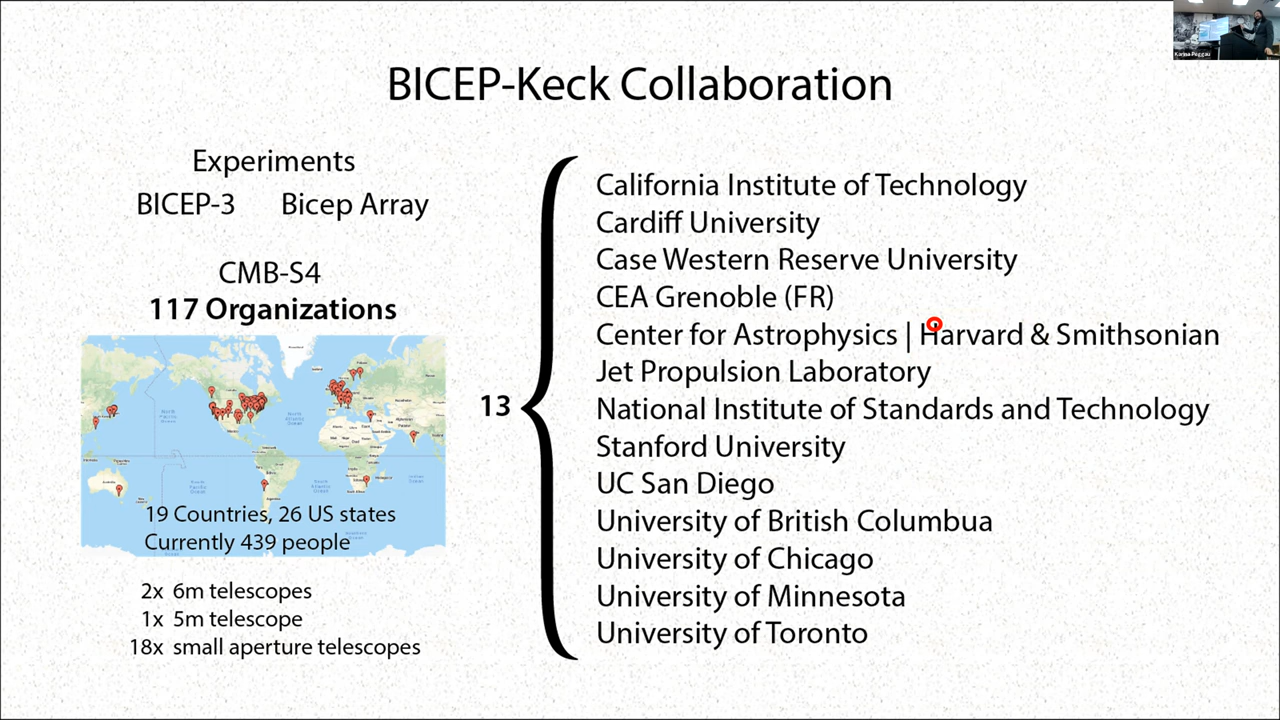 BICEP-Keck Collaboration
Experiments
BICEP-3 Bicep Array
CMB-S4
117 Organizations
19 Countries, 26 US states
Currently 439 people
2x 6m telescopes
1x 5m telescope
18x small aperture telescopes
13
California Institute of Technology
Cardiff University
Case Western Reserve University
CEA Grenoble (FR)
Center for Astrophysics | Harvard & Smithsonian
Jet Propulsion Laboratory
National Institute of Standards and Technology
Stanford University
UC San Diego
University of British Columbua
University of Chicago
University of Minnesota
University of Toronto